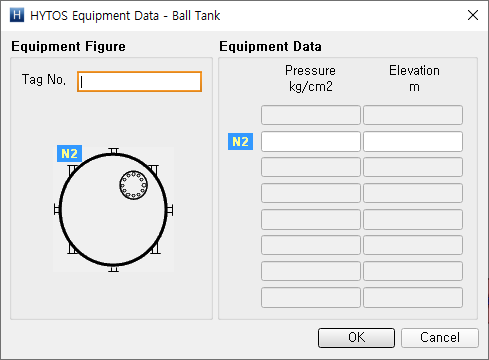 H HYTOS Equipment Data - Ball Tank
Equipment Figure
Tag No.
N2
Equipment Data
Pressure Elevation
kg/cm2 m
N2
OK Cancel